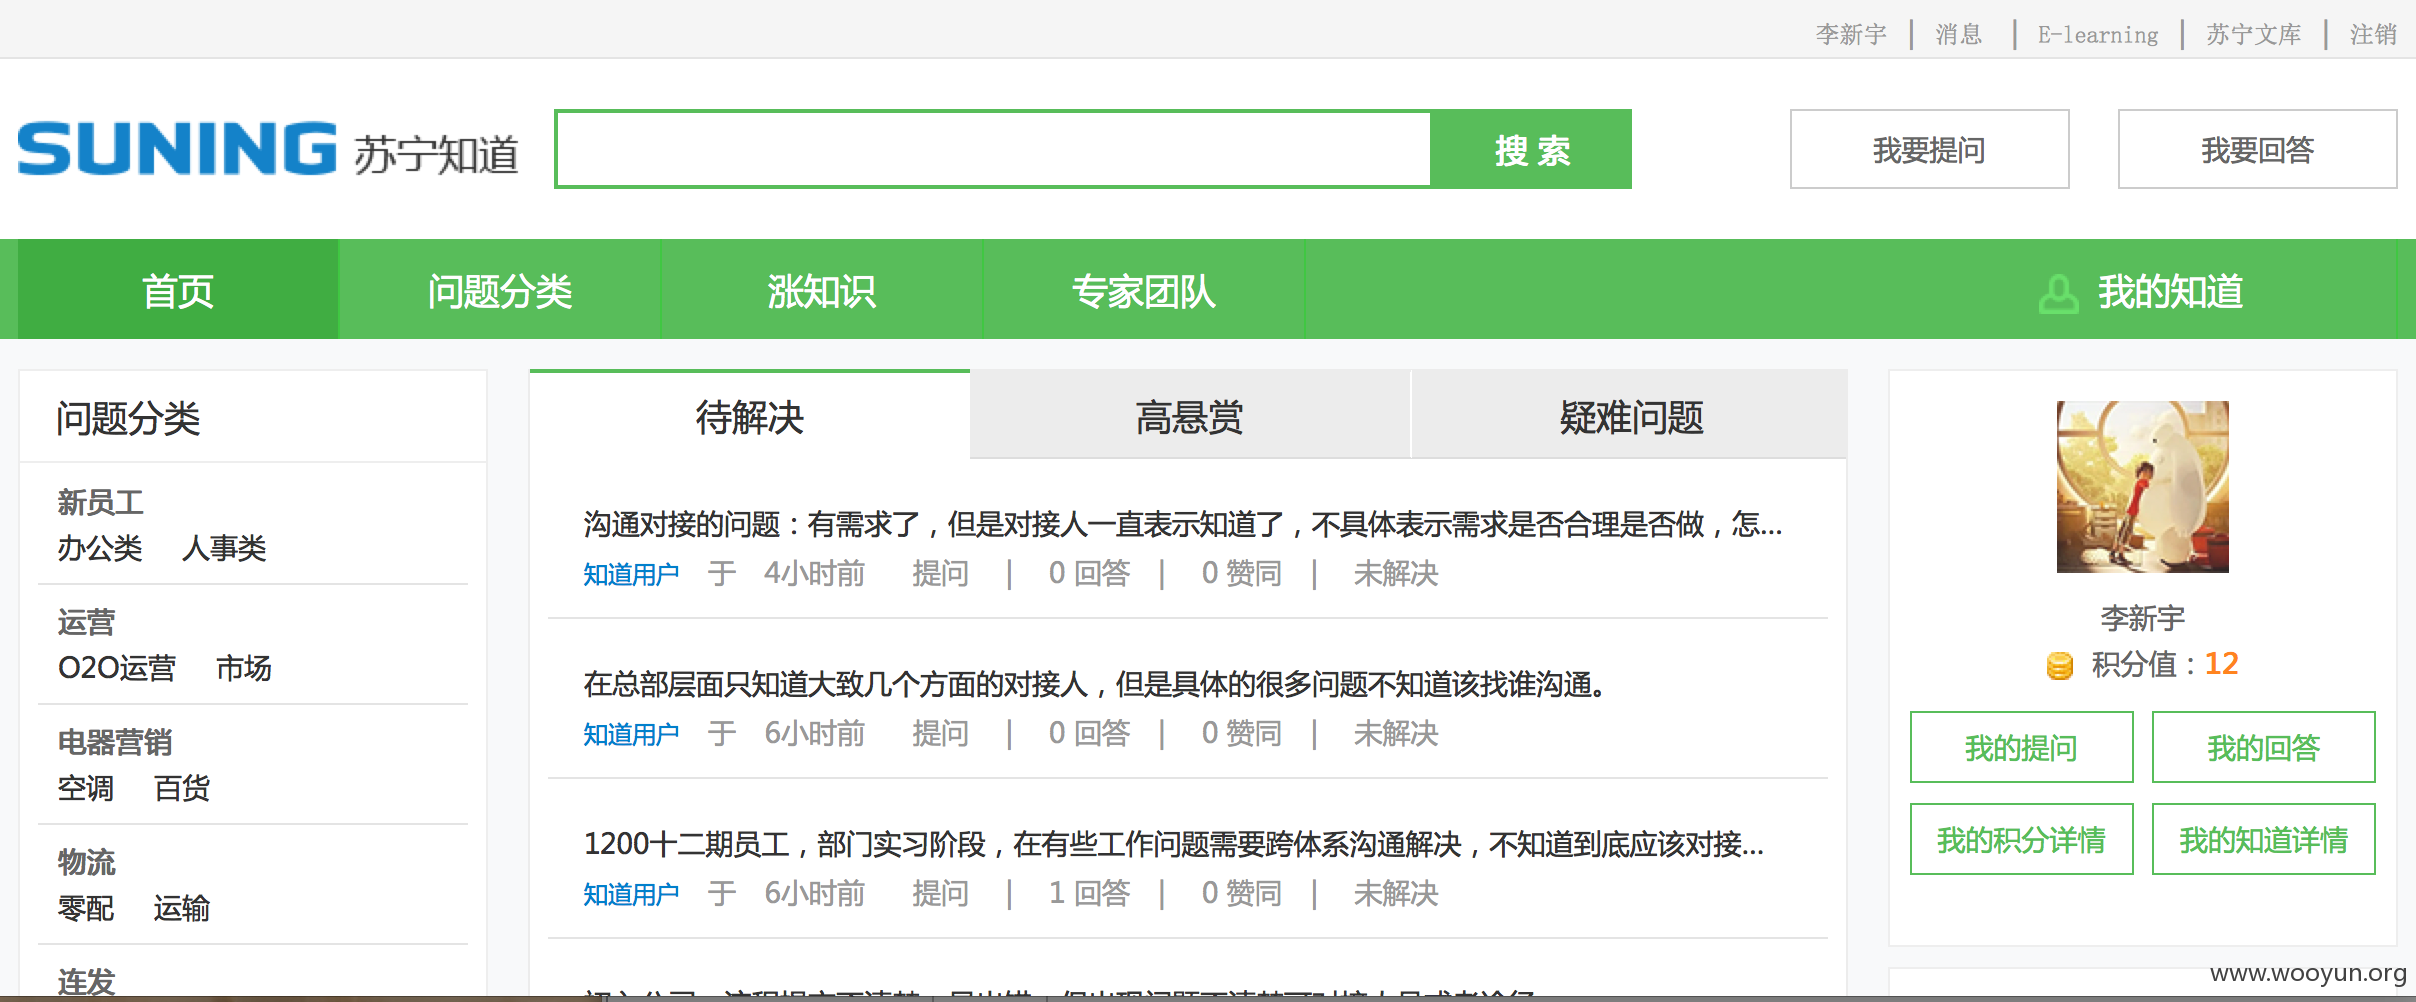 李新宇 | 消息 | E-learning | 苏宁文库 | 注销
SUNING 苏宁知道
搜 索
我要提问
我要回答
首页 问题分类 涨知识 专家团队 我的知道
问题分类
新员工
办公类 人事类
运营
O2O运营 市场
电器营销
空调 百货
物流
零配 运输
连发
待解决 高悬赏 疑难问题
沟通对接的问题：有需求了，但是对接人一直表示知道了，不具体表示需求是否合理是否做，怎...
知道用户 于 4小时前 提问 | 0 回答 | 0 赞同 | 未解决
在总部层面只知道大致几个方面的对接人，但是具体的很多问题不知道该找谁沟通。
知道用户 于 6小时前 提问 | 0 回答 | 0 赞同 | 未解决
1200十二期员工，部门实习阶段，在有些工作问题需要跨体系沟通解决，不知道到底应该对接...
知道用户 于 6小时前 提问 | 1 回答 | 0 赞同 | 未解决
李新宇
积分值：12
我的提问 我的回答
我的积分详情 我的知道详情
www.wooyun.org